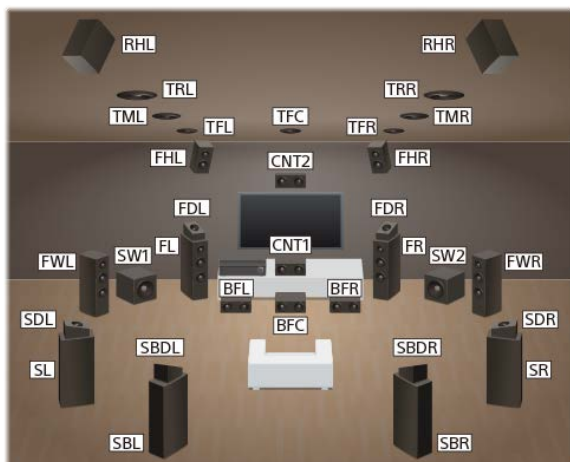 RHL RHR
TRL TRR
TML TFC TMR
TFL TFR
FHL CNT2 FHR
FDL FDR
FL CNT1 FR
FWL SW1 SW2 FWR
BFL BFR
SDL BFC SDR
SBDL SBDR
SL SR
SBL SBR